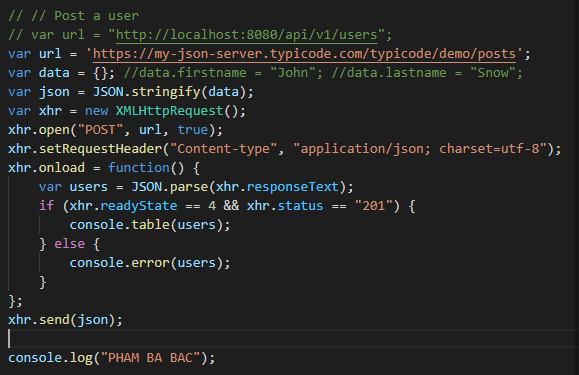 // // Post a user
// var url = "http://localhost:8080/api/v1/users";
var url = 'https://my-json-server.typicode.com/typicode/demo/posts';
var data = {}; //data.firstname = "John"; //data.lastname = "Snow";
var json = JSON.stringify(data);
var xhr = new XMLHttpRequest();
xhr.open("POST", url, true);
xhr.setRequestHeader("Content-type", "application/json; charset=utf-8");
xhr.onload = function() {
    var users = JSON.parse(xhr.responseText);
    if (xhr.readyState == 4 && xhr.status == "201") {
        console.table(users);
    } else {
        console.error(users);
    }
};
xhr.send(json);
console.log("PHAM BA BAC");